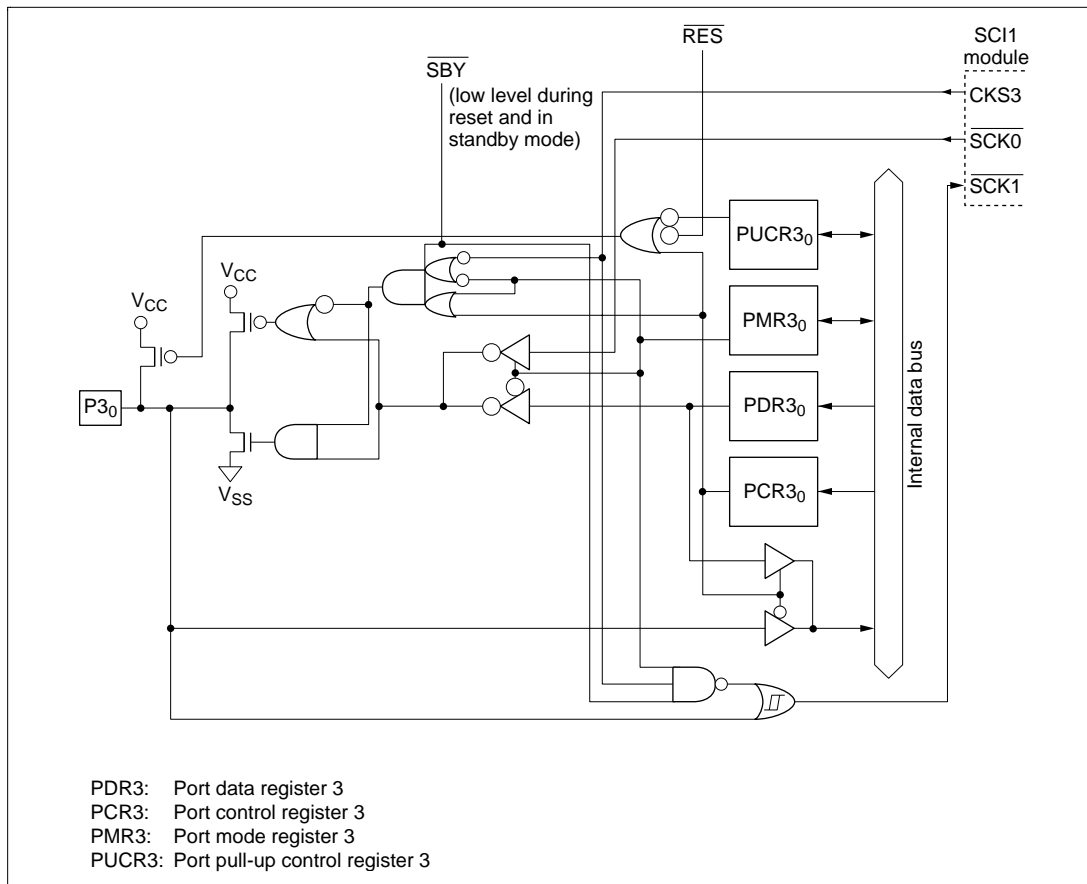 SCI1
module
RES
SBY
(low level during
reset and in
standby mode)
CKS3
SCK0
SCK1
PUCR3₀
VCC
VCC
PMR3₀
P3₀
PDR3₀
VSS
PCR3₀
Internal data bus
PDR3: Port data register 3
PCR3: Port control register 3
PMR3: Port mode register 3
PUCR3: Port pull-up control register 3